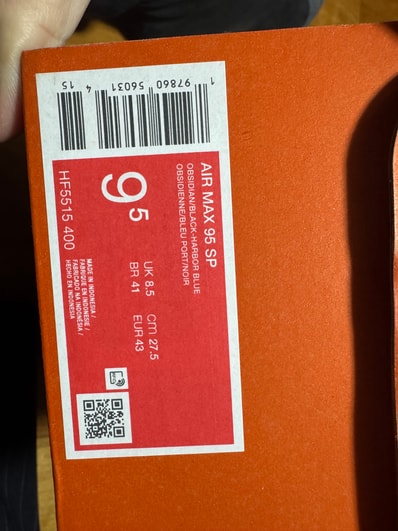 AIR MAX 95 SP
OBSIDIAN/BLACK-HARBOR BLUE
OBSIDIENNE/BLEU PORT/NOIR
9.5
UK 8.5 CM 27.5
BR 41 EUR 43
HF5515 400
MADE IN INDONESIA /
FABRIQUÉ EN INDONÉSIE /
FABRICADO NA INDONÉSIA /
HECHO EN INDONESIA
1 97860 56031 4 15